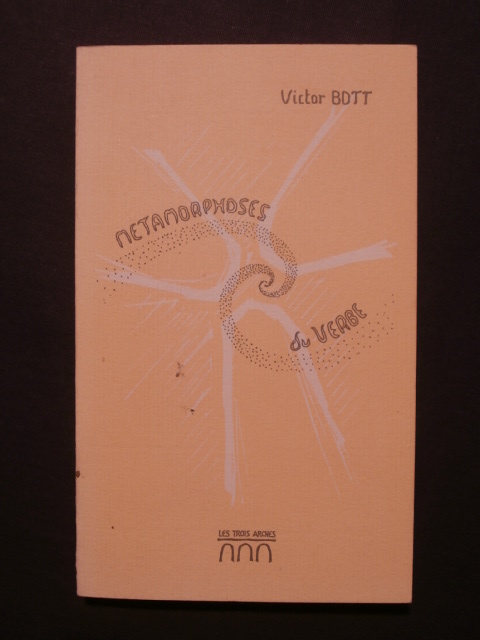 Victor BOTT
METAMORPHOSES
du VERBE
LES TROIS ARCHES